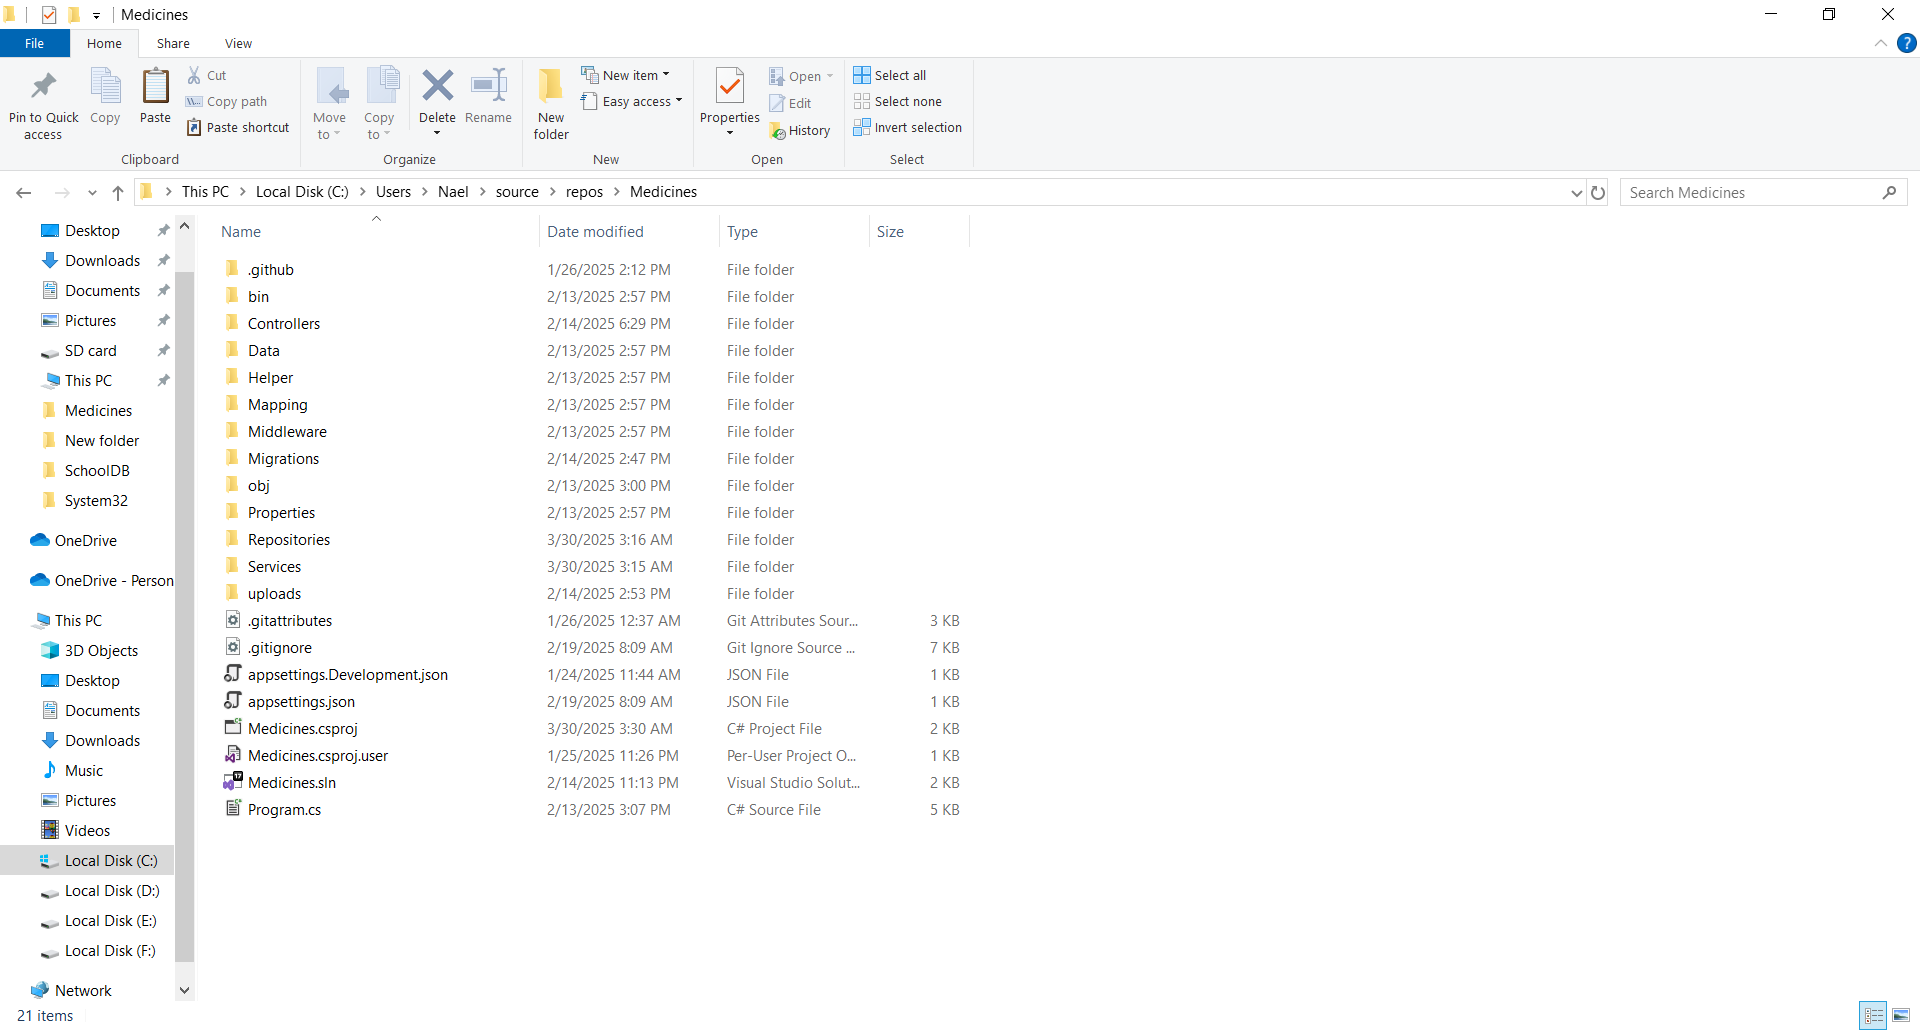 Medicines
File Home Share View
Pin to Quick access
Copy
Paste
Cut
Copy path
Paste shortcut
Clipboard
Move to
Copy to
Delete
Rename
Organize
New folder
New item
Easy access
New
Properties
Open
Edit
History
Open
Select all
Select none
Invert selection
Select
This PC Local Disk (C:) Users Nael source repos Medicines
Search Medicines
Desktop
Downloads
Documents
Pictures
SD card
This PC
Medicines
New folder
SchoolDB
System32
OneDrive
OneDrive - Person
This PC
3D Objects
Desktop
Documents
Downloads
Music
Pictures
Videos
Local Disk (C:)
Local Disk (D:)
Local Disk (E:)
Local Disk (F:)
Network
Name Date modified Type Size
.github 1/26/2025 2:12 PM File folder
bin 2/13/2025 2:57 PM File folder
Controllers 2/14/2025 6:29 PM File folder
Data 2/13/2025 2:57 PM File folder
Helper 2/13/2025 2:57 PM File folder
Mapping 2/13/2025 2:57 PM File folder
Middleware 2/13/2025 2:57 PM File folder
Migrations 2/14/2025 2:47 PM File folder
obj 2/13/2025 3:00 PM File folder
Properties 2/13/2025 2:57 PM File folder
Repositories 3/30/2025 3:16 AM File folder
Services 3/30/2025 3:15 AM File folder
uploads 2/14/2025 2:53 PM File folder
.gitattributes 1/26/2025 12:37 AM Git Attributes Sour... 3 KB
.gitignore 2/19/2025 8:09 AM Git Ignore Source ... 7 KB
appsettings.Development.json 1/24/2025 11:44 AM JSON File 1 KB
appsettings.json 2/19/2025 8:09 AM JSON File 1 KB
Medicines.csproj 3/30/2025 3:30 AM C# Project File 2 KB
Medicines.csproj.user 1/25/2025 11:26 PM Per-User Project O... 1 KB
Medicines.sln 2/14/2025 11:13 PM Visual Studio Solut... 2 KB
Program.cs 2/13/2025 3:07 PM C# Source File 5 KB
21 items